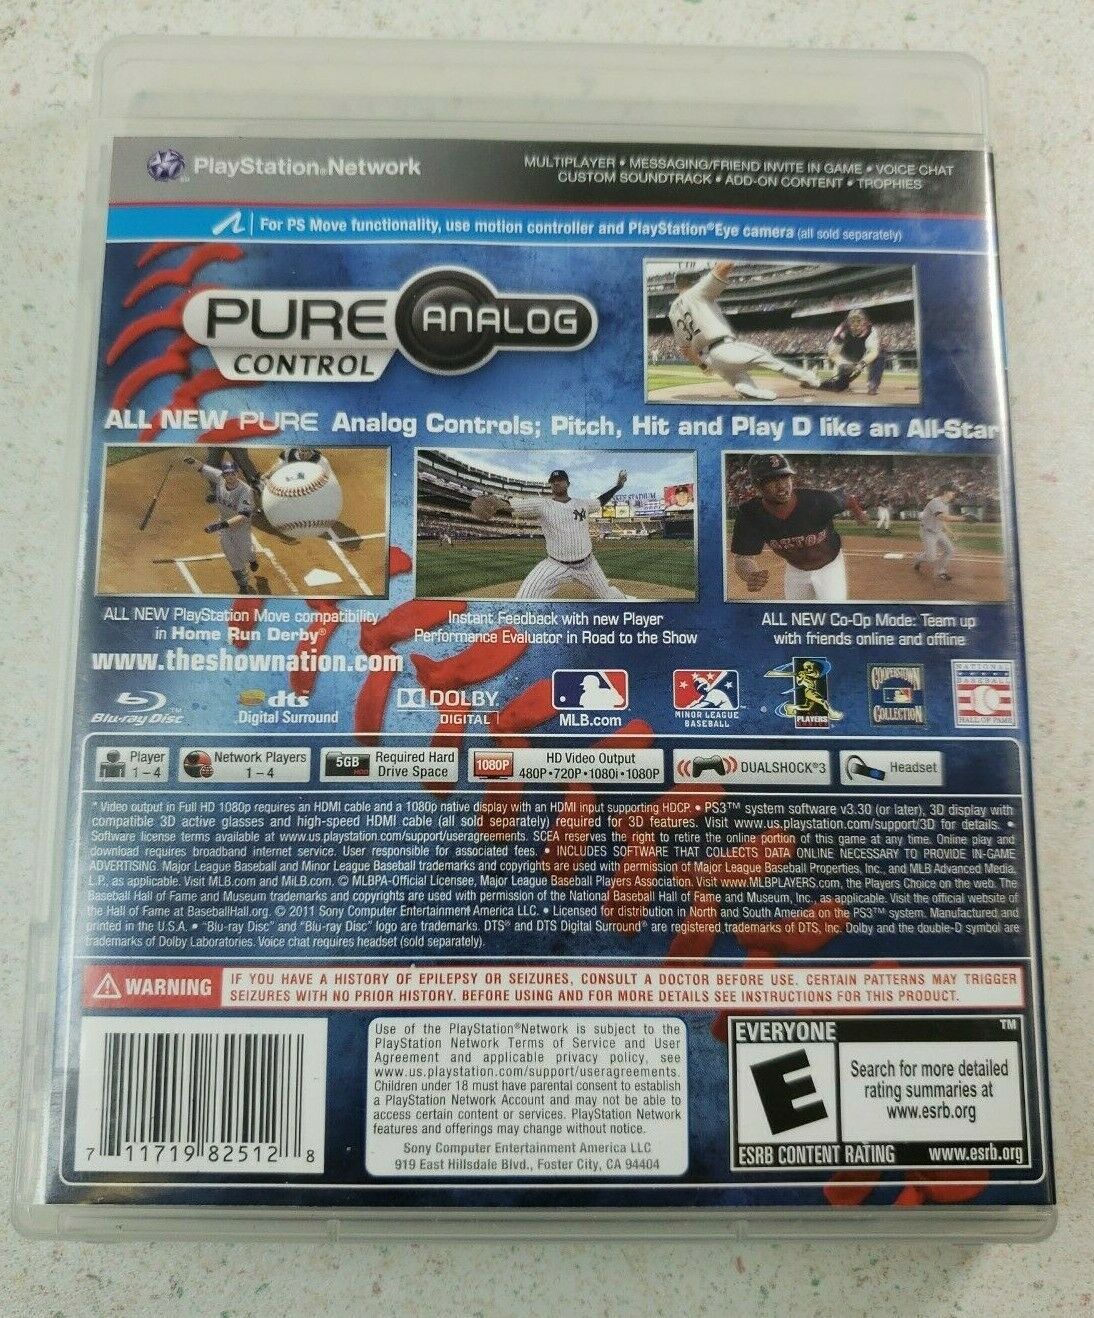 PlayStation®Network
MULTIPLAYER • MESSAGING/FRIEND INVITE IN GAME • VOICE CHAT
CUSTOM SOUNDTRACK • ADD-ON CONTENT • TROPHIES
For PS Move functionality, use motion controller and PlayStation®Eye camera (all sold separately)
PURE ANALOG
CONTROL
ALL NEW PURE Analog Controls; Pitch, Hit and Play D like an All-Star
ALL NEW PlayStation Move compatibility
in Home Run Derby®
Instant Feedback with new Player
Performance Evaluator in Road to the Show
ALL NEW Co-Op Mode: Team up
with friends online and offline
www.theshownation.com
Blu-ray Disc™
dts
Digital Surround
DOLBY
DIGITAL
MLB.com
MINOR LEAGUE
BASEBALL
PLAYERS
CHOICE
COOPERSTOWN
COLLECTION
NATIONAL
BASEBALL
HALL OF FAME
Player
1 – 4
Network Players
1 – 4
5GB
HDD
Required Hard
Drive Space
1080P
HD Video Output
480P•720P•1080i•1080P
DUALSHOCK®3
Headset
*Video output in Full HD 1080p requires an HDMI cable and a 1080p native display with an HDMI input supporting HDCP. • PS3™ system software v3.30 (or later), 3D display with
compatible 3D active glasses and high-speed HDMI cable (all sold separately) required for 3D features. Visit www.us.playstation.com/support/3D for details. •
Software license terms available at www.us.playstation.com/support/useragreements. SCEA reserves the right to retire the online portion of this game at any time. Online play and
download requires broadband internet service. User responsible for associated fees. • INCLUDES SOFTWARE THAT COLLECTS DATA ONLINE NECESSARY TO PROVIDE IN-GAME
ADVERTISING. Major League Baseball and Minor League Baseball trademarks and copyrights are used with permission of Major League Baseball Properties, Inc., and MLB Advanced Media,
L.P., as applicable. Visit MLB.com and MiLB.com. © MLBPA-Official Licensee, Major League Baseball Players Association. Visit www.MLBPLAYERS.com, the Players Choice on the web. The
Baseball Hall of Fame and Museum trademarks and copyrights are used with permission of the National Baseball Hall of Fame and Museum, Inc., as applicable. Visit the official website of
the Hall of Fame at BaseballHall.org. © 2011 Sony Computer Entertainment America LLC. • Licensed for distribution in North and South America on the PS3™ system. Manufactured and
printed in the U.S.A. • "Blu-ray Disc" and "Blu-ray Disc" logo are trademarks. DTS® and DTS Digital Surround® are registered trademarks of DTS, Inc. Dolby and the double-D symbol are
trademarks of Dolby Laboratories. Voice chat requires headset (sold separately).
WARNING
IF YOU HAVE A HISTORY OF EPILEPSY OR SEIZURES, CONSULT A DOCTOR BEFORE USE. CERTAIN PATTERNS MAY TRIGGER
SEIZURES WITH NO PRIOR HISTORY. BEFORE USING AND FOR MORE DETAILS SEE INSTRUCTIONS FOR THIS PRODUCT.
7 11719 82512 8
Use of the PlayStation®Network is subject to the
PlayStation Network Terms of Service and User
Agreement and applicable privacy policy, see
www.us.playstation.com/support/useragreements.
Children under 18 must have parental consent to establish
a PlayStation Network Account and may not be able to
access certain content or services. PlayStation Network
features and offerings may change without notice.
Sony Computer Entertainment America LLC
919 East Hillsdale Blvd., Foster City, CA 94404
EVERYONE
™
E
Search for more detailed
rating summaries at
www.esrb.org
ESRB CONTENT RATING
www.esrb.org